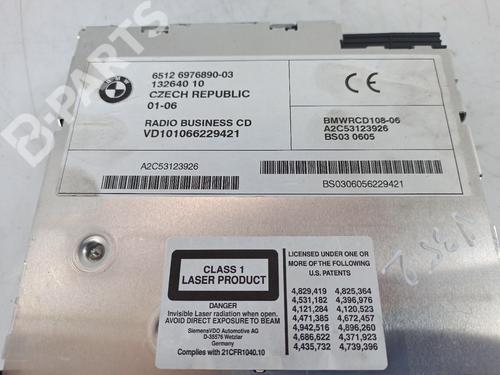 B-PARTS
BMW
6512 6976890-03
132640 10
CZECH REPUBLIC
01-06
RADIO BUSINESS CD
VD101066229421
CE
BMWRCD108-06
A2C53123926
BS03 0605
A2C53123926
BS0306056229421
CLASS 1
LASER PRODUCT
DANGER
Invisible Laser radiation when open.
AVOID DIRECT EXPOSURE TO BEAM
SiemensVDO Automotive AG
D-35576 Wetzlar
Germany
Complies with 21CFR1040.10
LICENSED UNDER ONE OR
MORE OF THE FOLLOWING
U.S. PATENTS
4,829,419 4,825,364
4,531,182 4,396,976
4,121,284 4,120,523
4,471,385 4,672,457
4,942,516 4,896,260
4,686,622 4,371,923
4,435,732 4,739,396